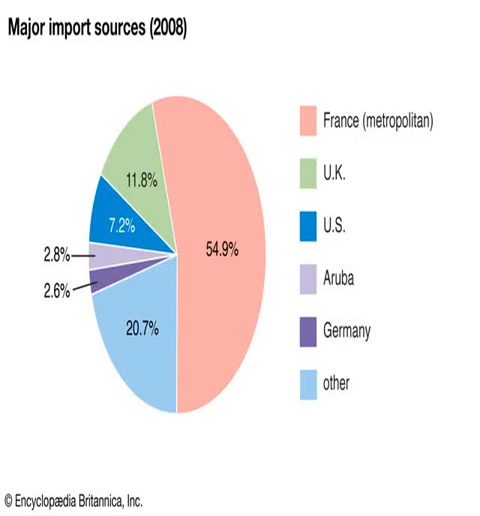 Major import sources (2008)
France (metropolitan)
11.8%
U.K.
7.2%
U.S.
54.9%
2.8%
Aruba
2.6%
20.7%
Germany
other
© Encyclopædia Britannica, Inc.